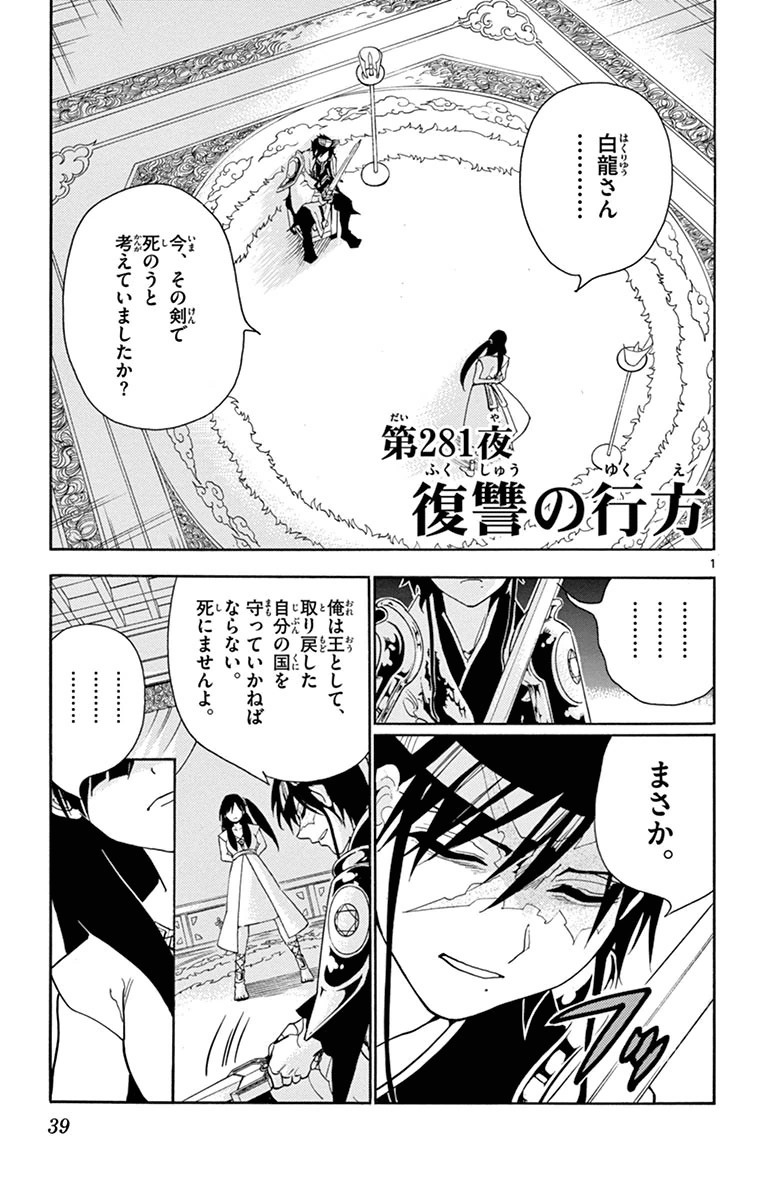 白龍さん
…………
今、その剣で
死のうと
考えていましたか？
第281夜
復讐の行方
1
………
………
まさか。
スッ
俺は王として、
取り戻した
自分の国を
守っていかねば
ならない。
死にませんよ。
………
………
39